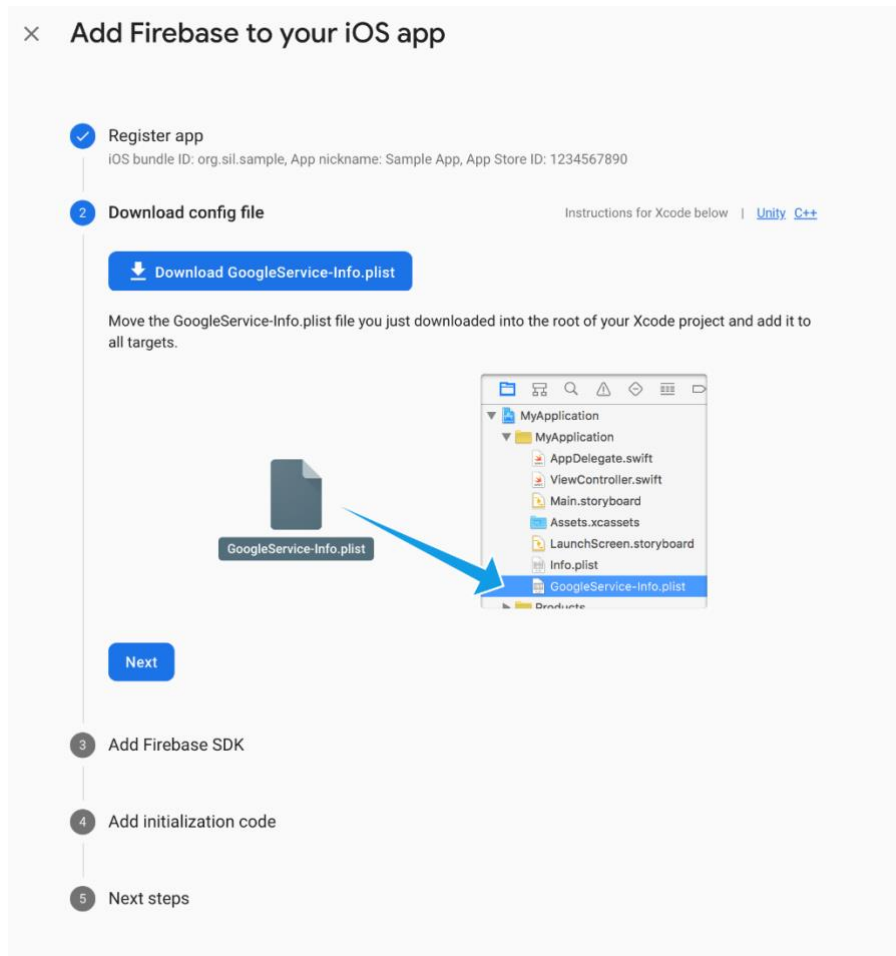 Add Firebase to your iOS app
Register app
iOS bundle ID: org.sil.sample, App nickname: Sample App, App Store ID: 1234567890
2 Download config file
Instructions for Xcode below | Unity C++
Download GoogleService-Info.plist
Move the GoogleService-Info.plist file you just downloaded into the root of your Xcode project and add it to
all targets.
GoogleService-Info.plist
MyApplication
MyApplication
AppDelegate.swift
ViewController.swift
Main.storyboard
Assets.xcassets
LaunchScreen.storyboard
Info.plist
GoogleService-Info.plist
Products
Next
3 Add Firebase SDK
4 Add initialization code
5 Next steps